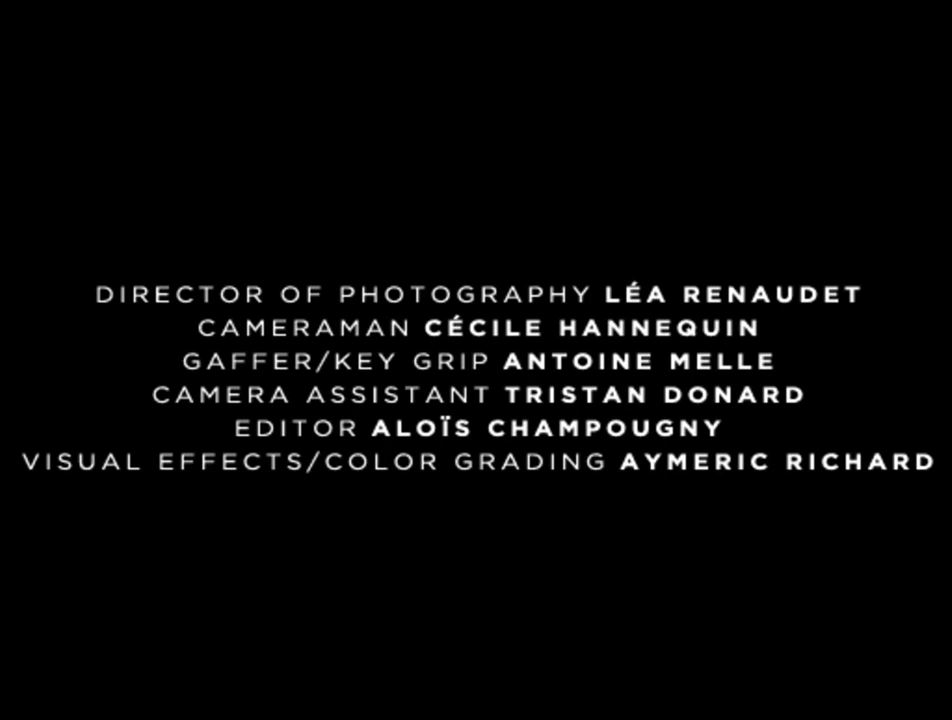 DIRECTOR OF PHOTOGRAPHY LÉA RENAUDET
CAMERAMAN CÉCILE HANNEQUIN
GAFFER/KEY GRIP ANTOINE MELLE
CAMERA ASSISTANT TRISTAN DONARD
EDITOR ALOÏS CHAMPOUGNY
VISUAL EFFECTS/COLOR GRADING AYMERIC RICHARD